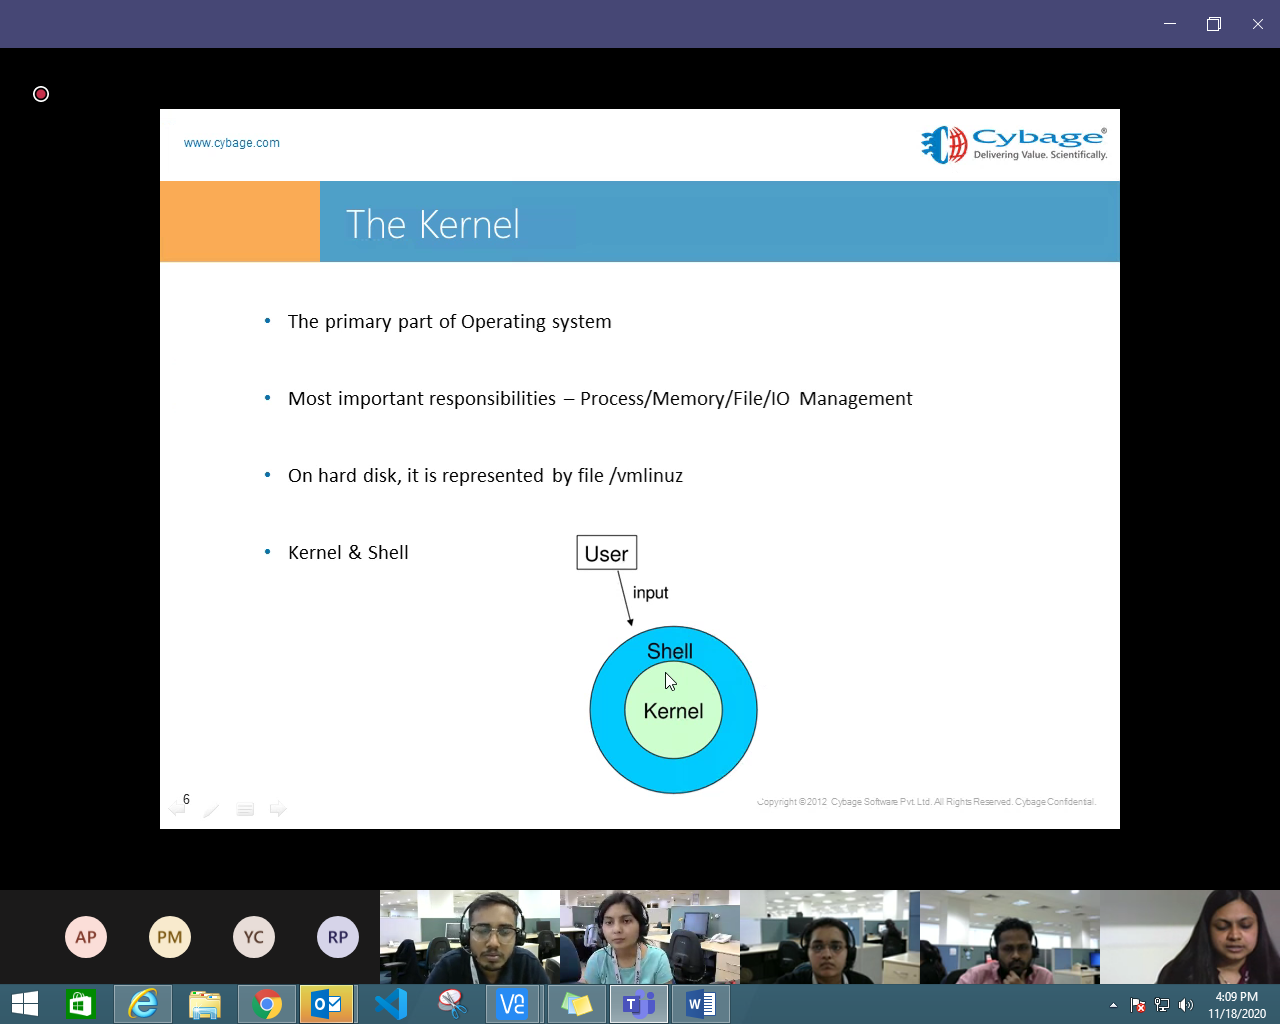 www.cybage.com
Cybage®
Delivering Value. Scientifically.
The Kernel
• The primary part of Operating system
• Most important responsibilities – Process/Memory/File/IO Management
• On hard disk, it is represented by file /vmlinuz
• Kernel & Shell
User
input
Shell
Kernel
6
Copyright ©2012 Cybage Software Pvt. Ltd. All Rights Reserved. Cybage Confidential.
AP PM YC RP
4:09 PM
11/18/2020